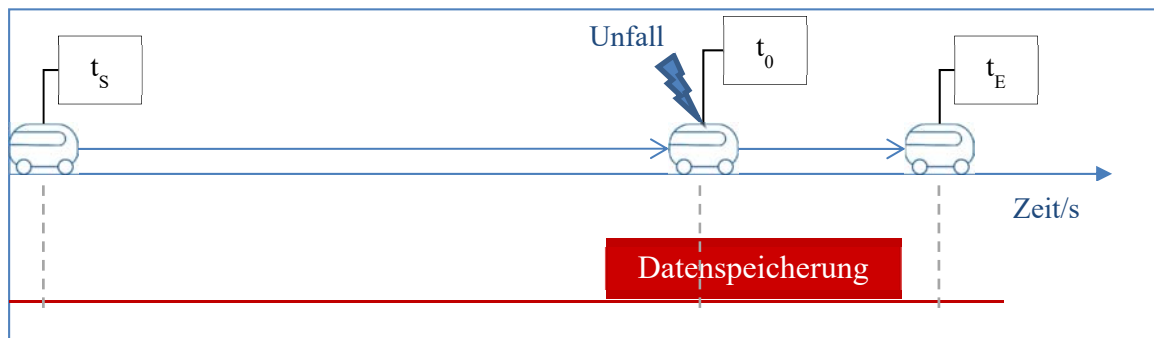 Unfall
t_S
t_0
t_E
Zeit/s
Datenspeicherung